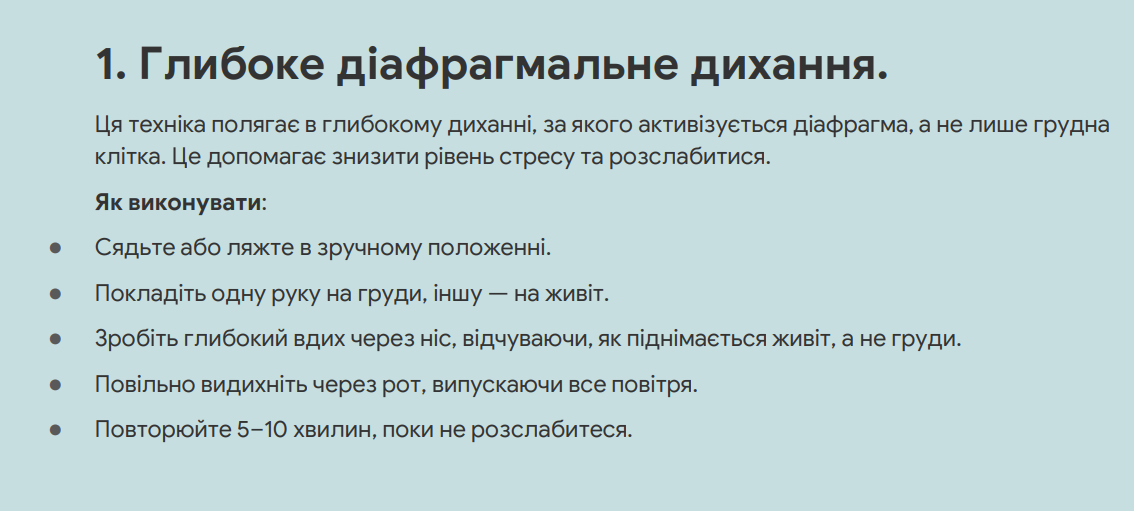 1. Глибоке діафрагмальне дихання.
Ця техніка полягає в глибокому диханні, за якого активізується діафрагма, а не лише грудна
клітка. Це допомагає знизити рівень стресу та розслабитися.
Як виконувати:
● Сядьте або ляжте в зручному положенні.
● Покладіть одну руку на груди, іншу — на живіт.
● Зробіть глибокий вдих через ніс, відчуваючи, як піднімається живіт, а не груди.
● Повільно видихніть через рот, випускаючи все повітря.
● Повторюйте 5–10 хвилин, поки не розслабитеся.